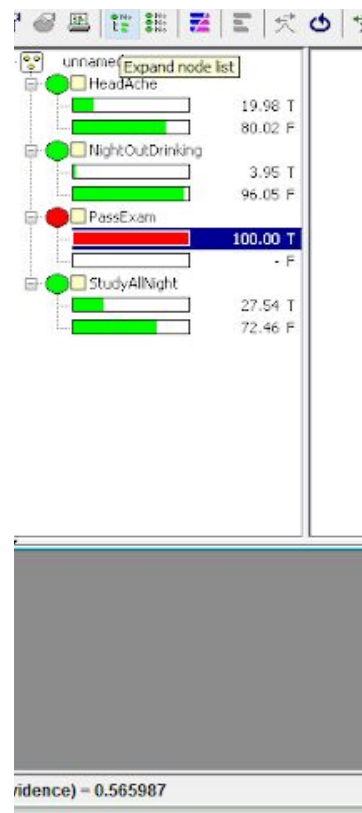 unname
Expand node list
HeadAche
19.98 T
80.02 F
NightOutDrinking
3.95 T
96.05 F
PassExam
100.00 T
- F
StudyAllNight
27.54 T
72.46 F
vidence) = 0.565987